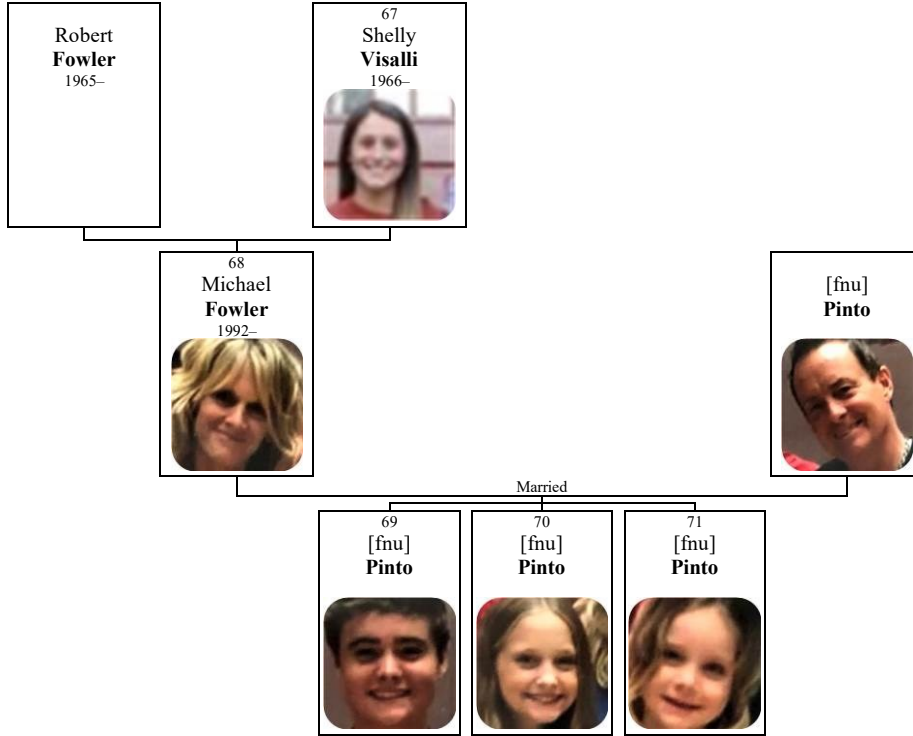 Robert
Fowler
1965–
67
Shelly
Visalli
1966–
68
Michael
Fowler
1992–
[fnu]
Pinto
Married
69
[fnu]
Pinto
70
[fnu]
Pinto
71
[fnu]
Pinto